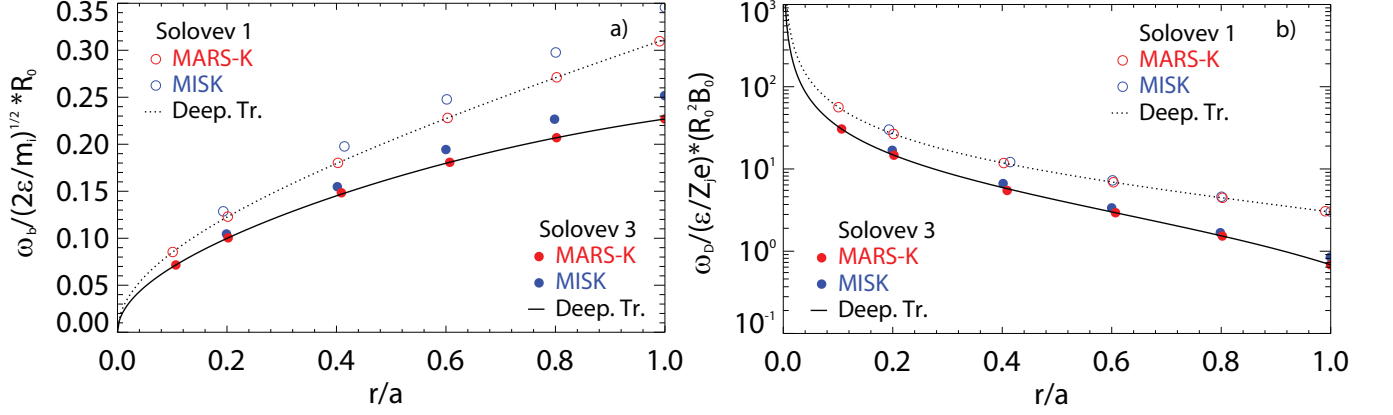 a)
Solovev 1
MARS-K
MISK
Deep. Tr.
Solovev 3
MARS-K
MISK
Deep. Tr.
0.35
0.30
0.25
0.20
0.15
0.10
0.05
0.00
ω_b/(2ε/m_i)^{1/2} *R_0
0.0 0.2 0.4 0.6 0.8 1.0
r/a
b)
Solovev 1
MARS-K
MISK
Deep. Tr.
Solovev 3
MARS-K
MISK
Deep. Tr.
10^3
10^2
10^1
10^0
10^{-1}
ω_D/(ε/Z_je)*(R_0^2B_0)
0.0 0.2 0.4 0.6 0.8 1.0
r/a